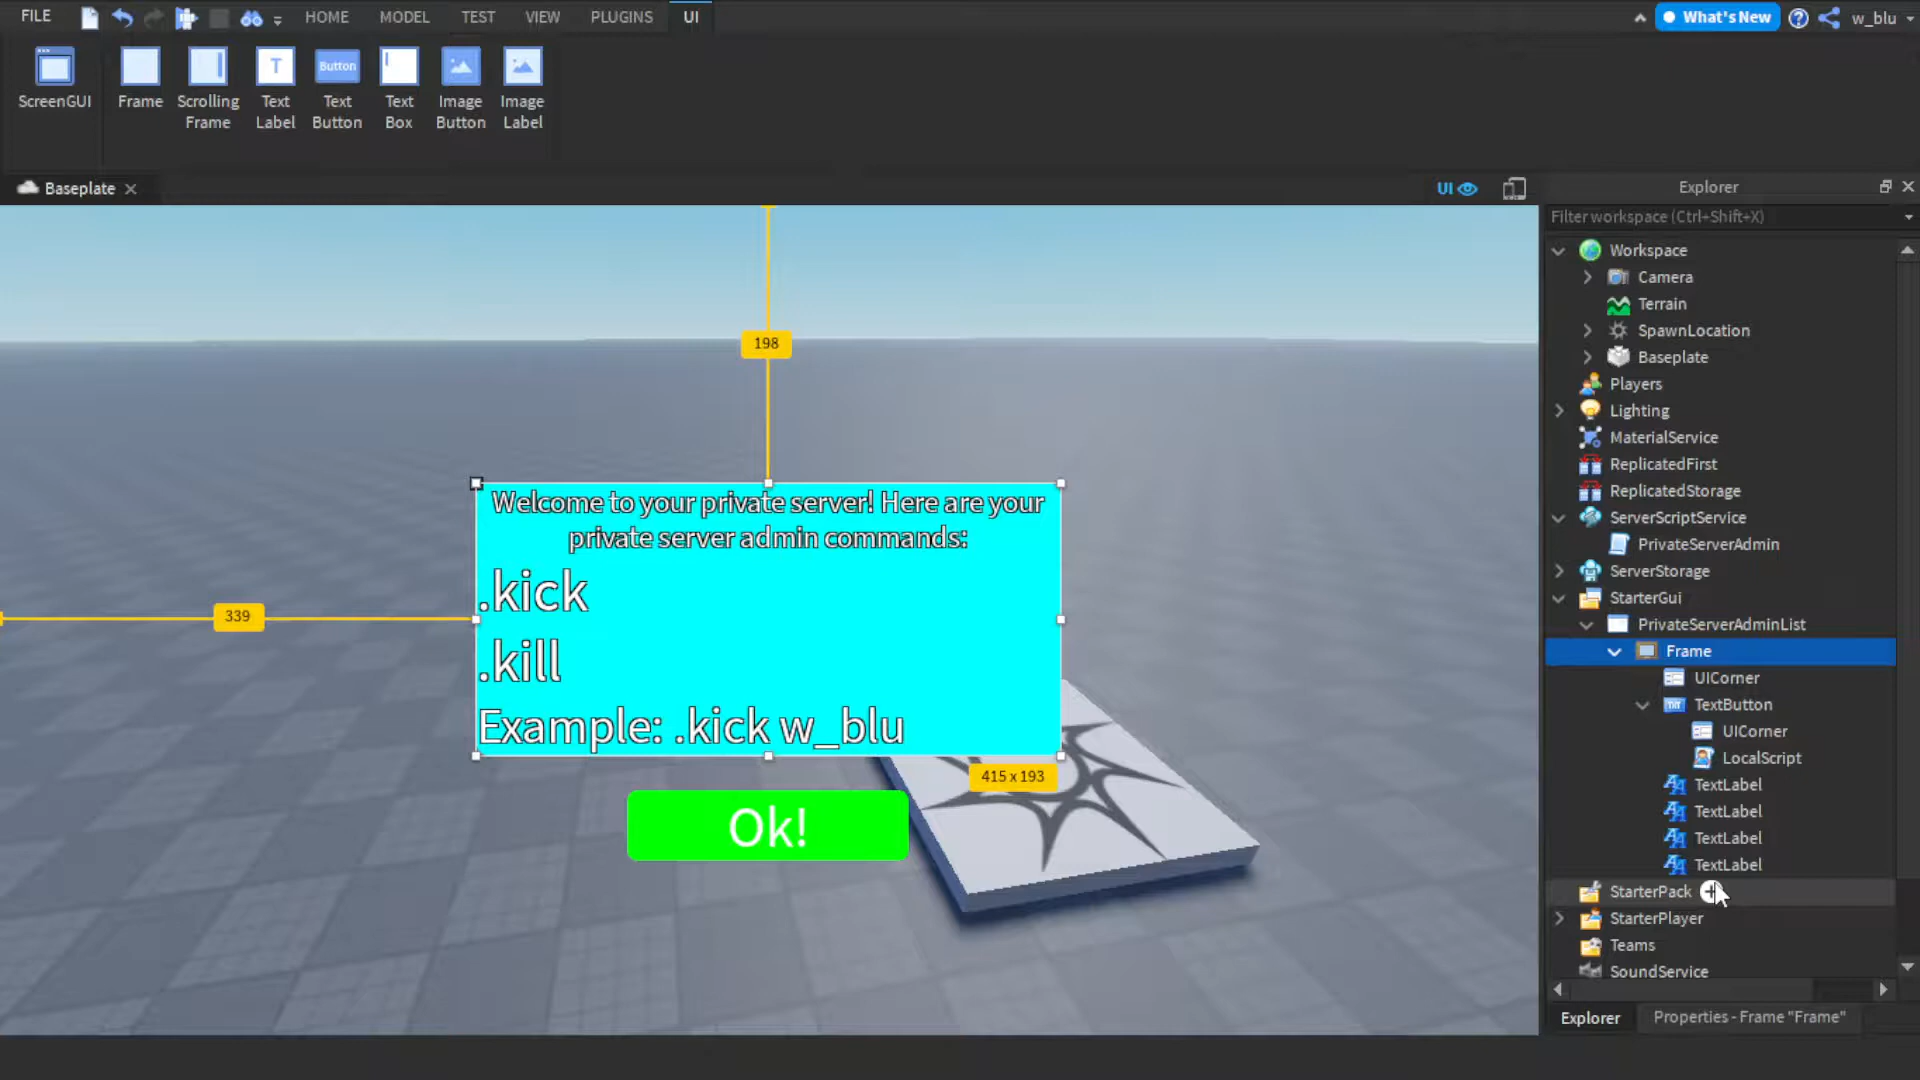 FILE
HOME
MODEL
TEST
VIEW
PLUGINS
UI
What's New
w_blu
ScreenGUI
Frame
Scrolling
Frame
T
Text
Label
Button
Text
Button
Text
Box
Image
Button
Image
Label
Baseplate
UI
Explorer
Filter workspace (Ctrl+Shift+X)
Workspace
Camera
Terrain
SpawnLocation
Baseplate
Players
Lighting
MaterialService
ReplicatedFirst
ReplicatedStorage
ServerScriptService
PrivateServerAdmin
ServerStorage
StarterGui
PrivateServerAdminList
Frame
UICorner
TextButton
UICorner
LocalScript
TextLabel
TextLabel
TextLabel
TextLabel
StarterPack
StarterPlayer
Teams
SoundService
Explorer
Properties - Frame "Frame"
198
339
Welcome to your private server! Here are your
private server admin commands:
.kick
.kill
Example: .kick w_blu
415 x 193
Ok!